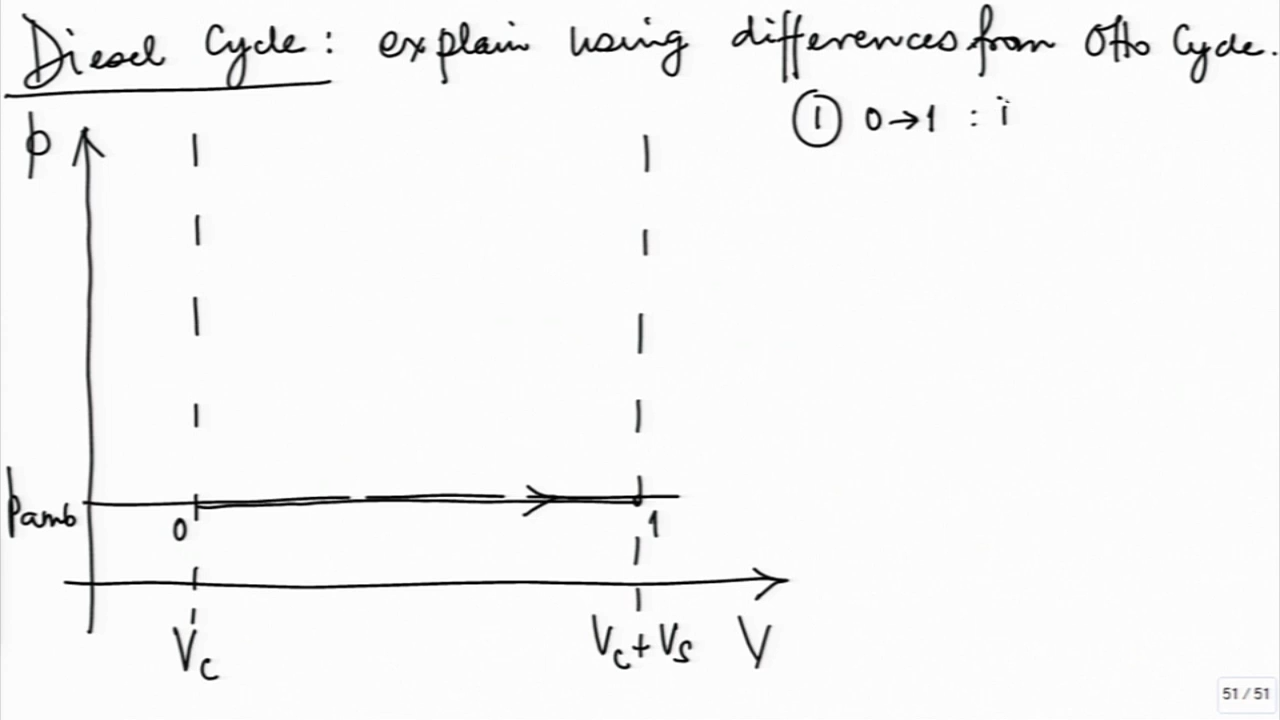 Diesel Cycle: explain using differences from Otto Cycle.
① 0→1 : i
p
Pamb
0
1
Vc
Vc+Vs
V
51/51